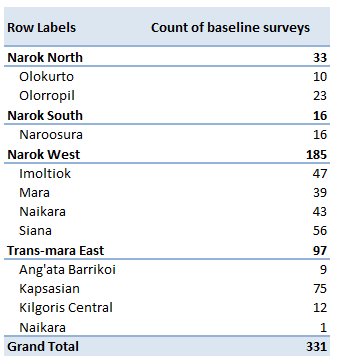 Row Labels Count of baseline surveys
Narok North 33
Olokurto 10
Olorropil 23
Narok South 16
Naroosura 16
Narok West 185
Imoltiok 47
Mara 39
Naikara 43
Siana 56
Trans-mara East 97
Ang'ata Barrikoi 9
Kapsasian 75
Kilgoris Central 12
Naikara 1
Grand Total 331